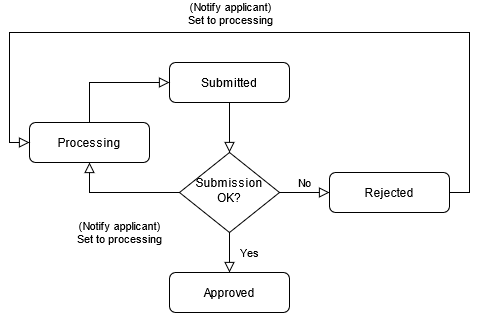 (Notify applicant)
Set to processing
Submitted
Processing
Submission
OK?
No
Rejected
(Notify applicant)
Set to processing
Yes
Approved